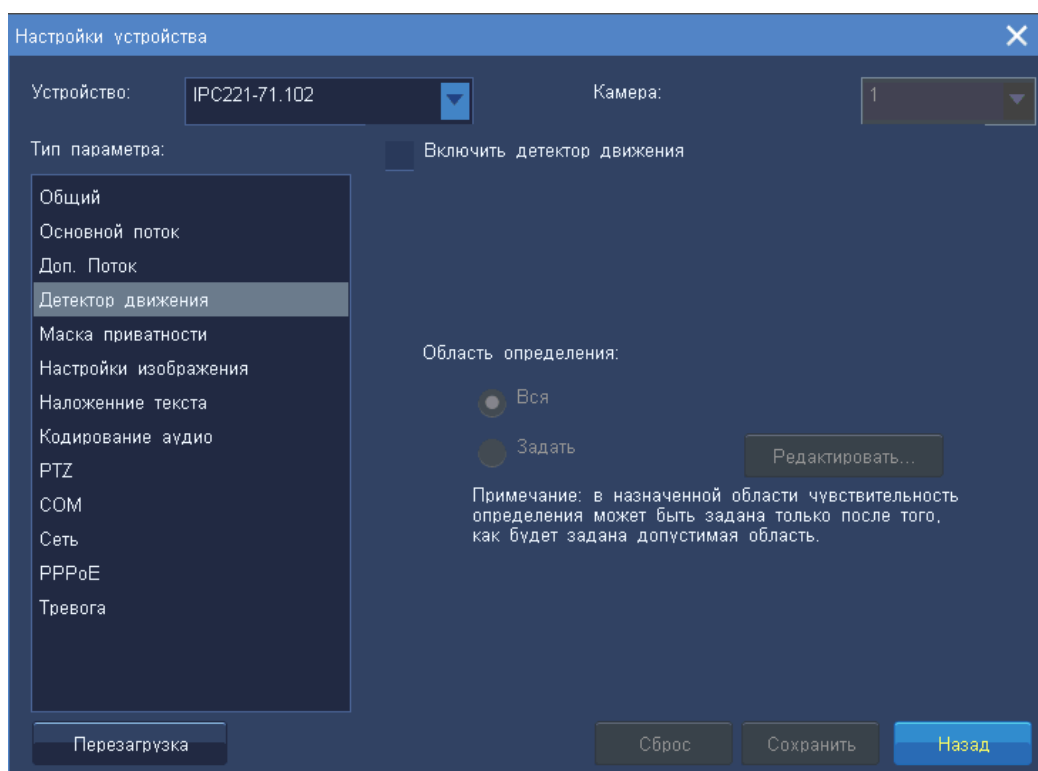 Настройки устройства
Устройство: IPC221-71.102 Камера: 1
Тип параметра: Включить детектор движения
Общий
Основной поток
Доп. Поток
Детектор движения
Маска приватности
Настройки изображения
Наложенние текста
Кодирование аудио
PTZ
COM
Сеть
PPPoE
Тревога
Область определения:
Вся
Задать Редактировать...
Примечание: в назначенной области чувствительность
определения может быть задана только после того,
как будет задана допустимая область.
Перезагрузка Сброс Сохранить Назад